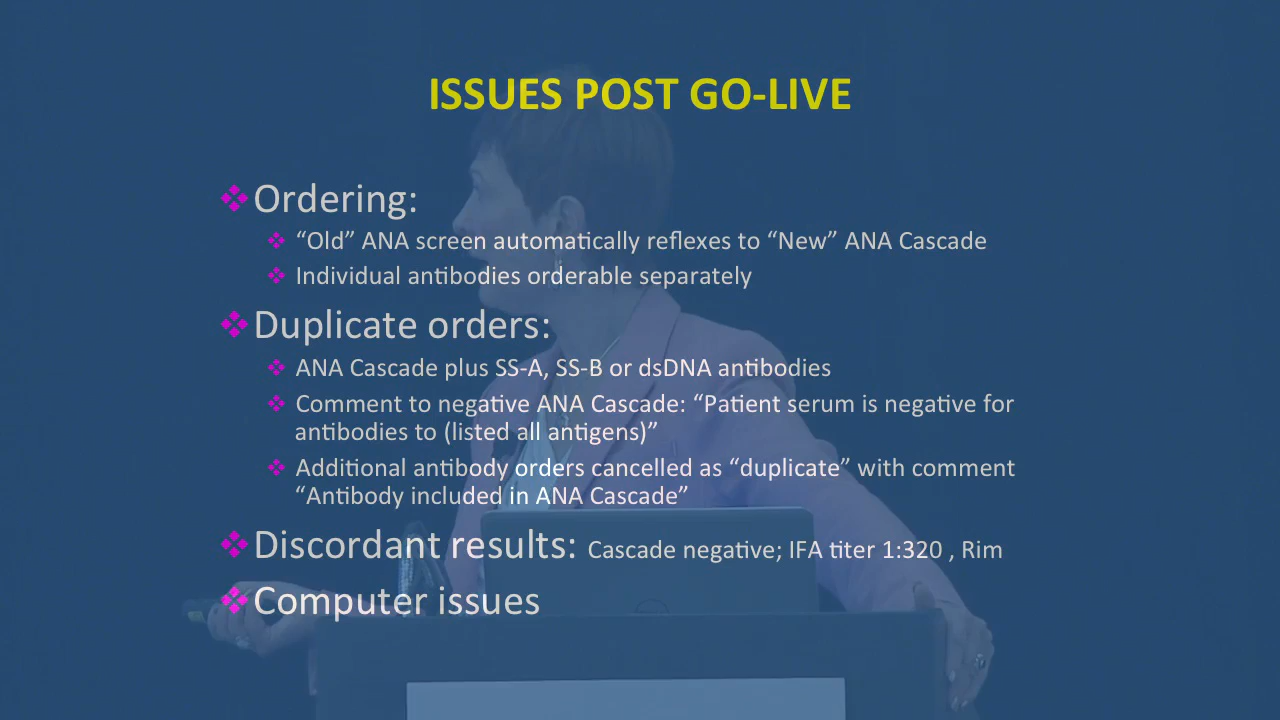 ISSUES POST GO-LIVE
Ordering:
“Old” ANA screen automatically reflexes to “New” ANA Cascade
Individual antibodies orderable separately
Duplicate orders:
ANA Cascade plus SS-A, SS-B or dsDNA antibodies
Comment to negative ANA Cascade: “Patient serum is negative for
antibodies to (listed all antigens)”
Additional antibody orders cancelled as “duplicate” with comment
“Antibody included in ANA Cascade”
Discordant results: Cascade negative; IFA titer 1:320 , Rim
Computer issues